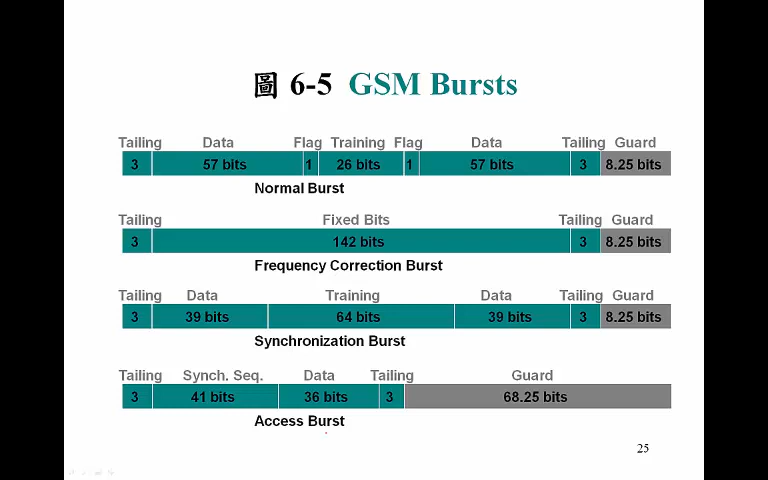 圖 6-5 GSM Bursts
Tailing Data Flag Training Flag Data Tailing Guard
3 57 bits 1 26 bits 1 57 bits 3 8.25 bits
Normal Burst
Tailing Fixed Bits Tailing Guard
3 142 bits 3 8.25 bits
Frequency Correction Burst
Tailing Data Training Data Tailing Guard
3 39 bits 64 bits 39 bits 3 8.25 bits
Synchronization Burst
Tailing Synch. Seq. Data Tailing Guard
3 41 bits 36 bits 3 68.25 bits
Access Burst
25